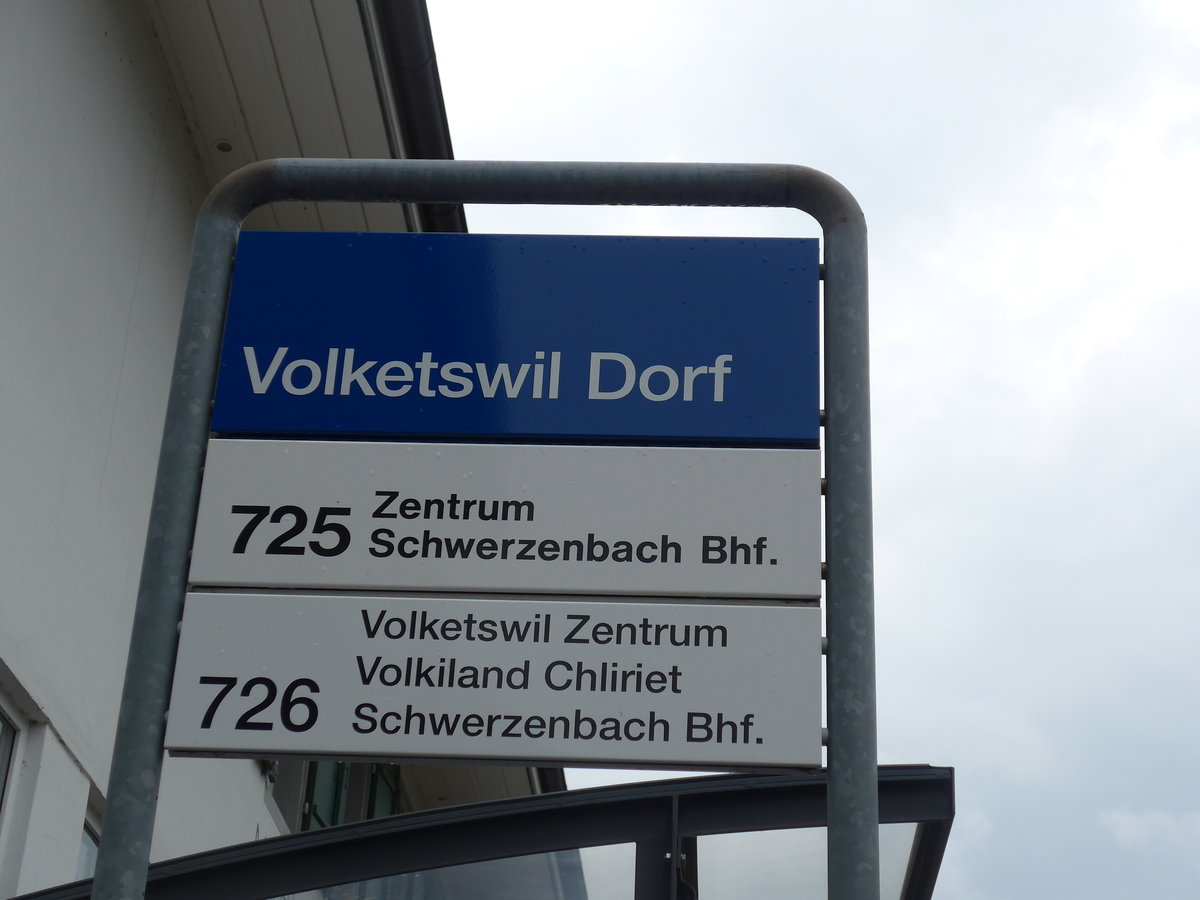 Volketswil Dorf
725
Zentrum
Schwerzenbach Bhf.
726
Volketswil Zentrum
Volkiland Chliriet
Schwerzenbach Bhf.